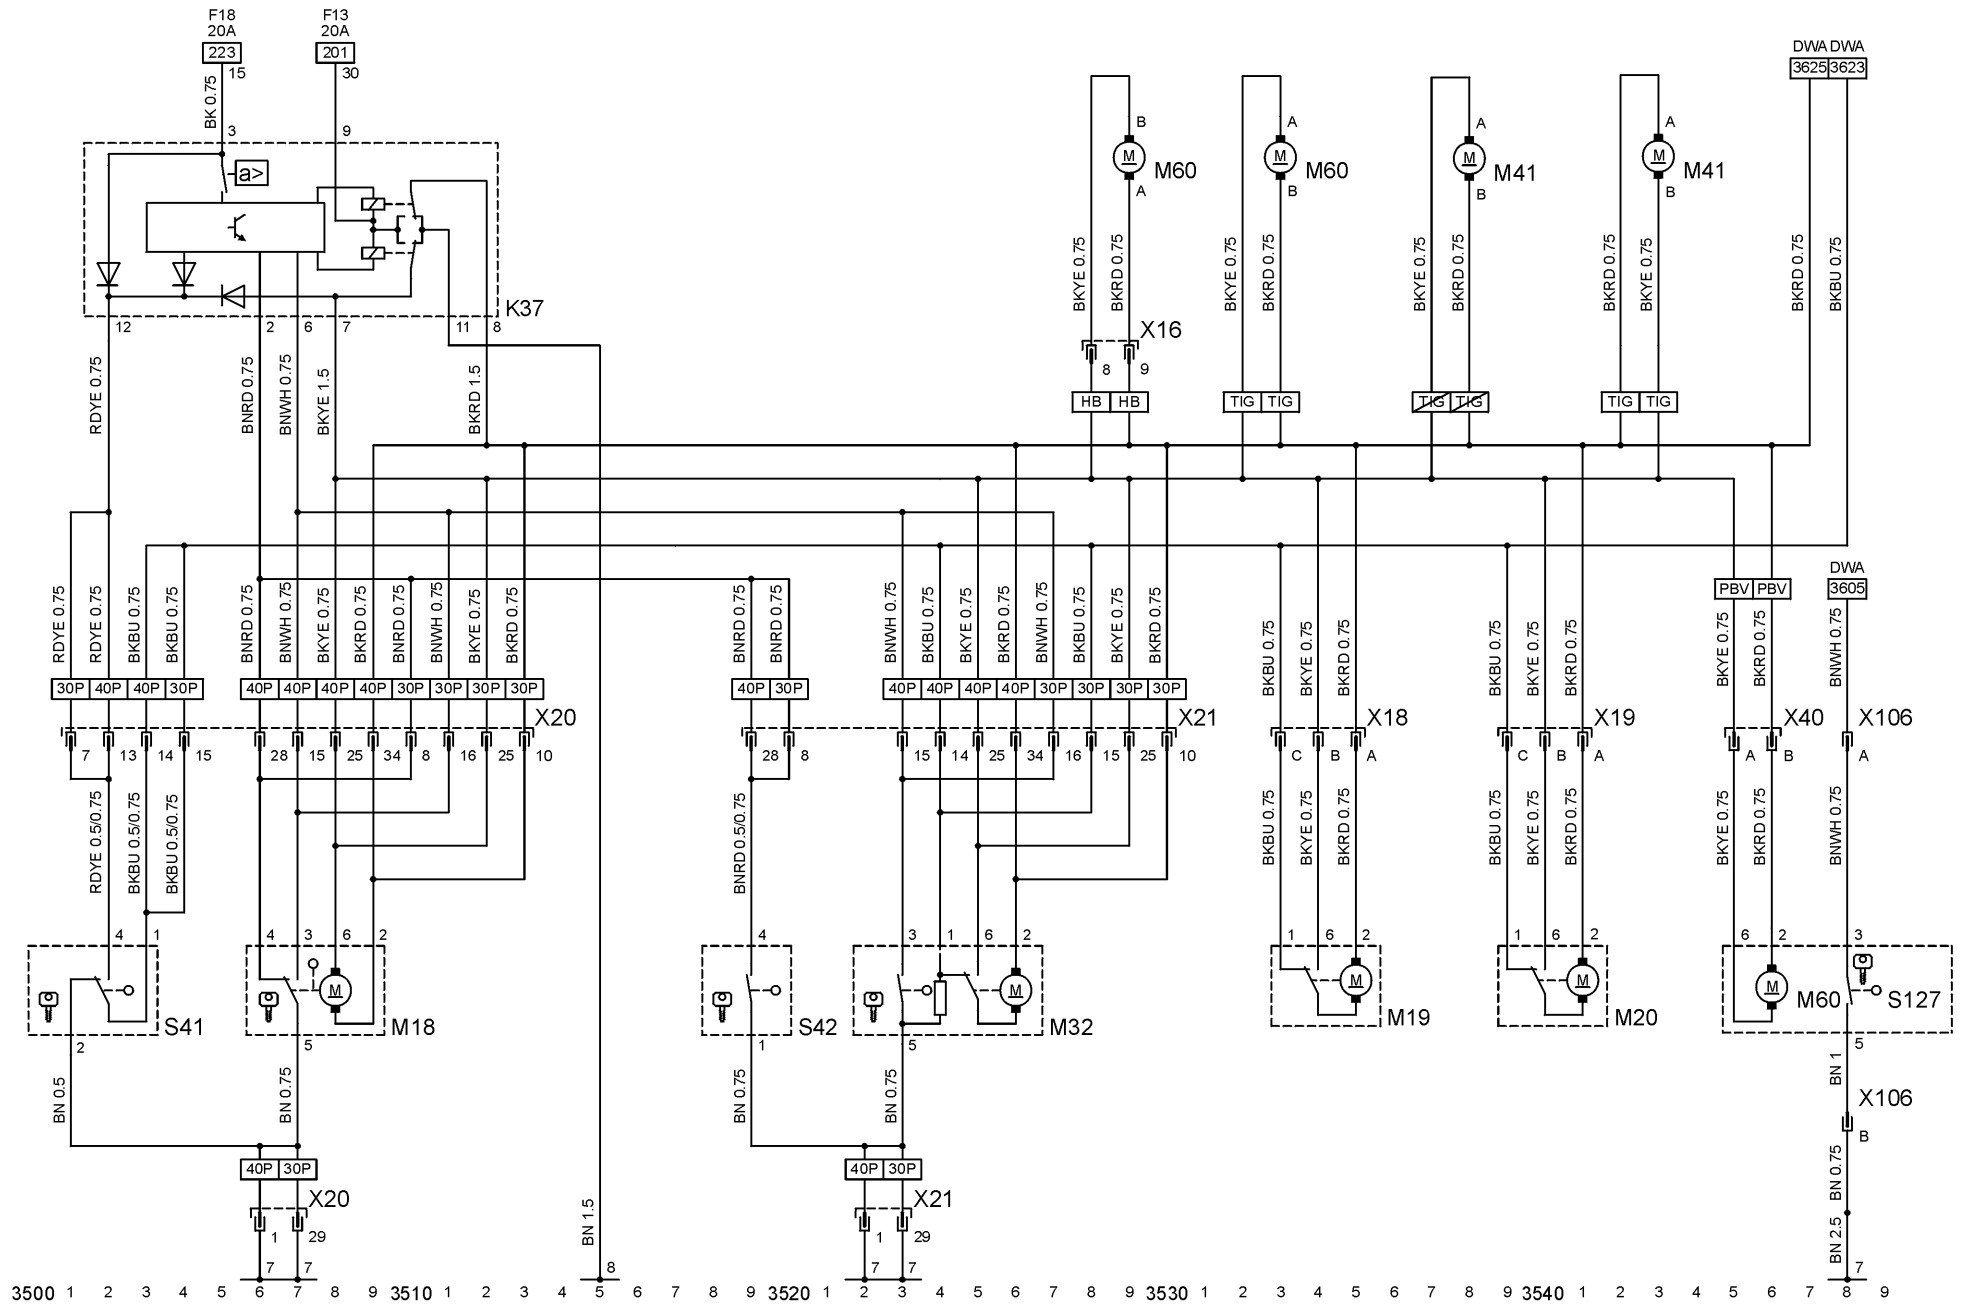 F18 F13
20A 20A
DWA DWA
223 201
3625 3623
15 30
BK 0.75
3 9
B A A A
a>
M M M M
M60 M60 M41 M41
A B B B
BKYE 0.75 BKRD 0.75 BKYE 0.75 BKRD 0.75 BKYE 0.75 BKRD 0.75 BKRD 0.75 BKYE 0.75 BKRD 0.75 BKBU 0.75
K37
12 2 6 7 11 8
X16
8 9
RDYE 0.75 BNRD 0.75 BNWH 0.75 BKYE 1.5 BKRD 1.5
HB HB TIG TIG TIG TIG TIG TIG
DWA
PBV PBV 3605
RDYE 0.75 RDYE 0.75 BKBU 0.75 BKBU 0.75 BNRD 0.75 BNWH 0.75 BKYE 0.75 BKRD 0.75 BNRD 0.75 BNWH 0.75 BKYE 0.75 BKRD 0.75 BNRD 0.75 BNRD 0.75 BNWH 0.75 BKBU 0.75 BKYE 0.75 BKRD 0.75 BNWH 0.75 BKBU 0.75 BKYE 0.75 BKRD 0.75 BKBU 0.75 BKYE 0.75 BKRD 0.75 BKBU 0.75 BKYE 0.75 BKRD 0.75 BKYE 0.75 BKRD 0.75 BNWH 0.75
30P 40P 40P 30P 40P 40P 40P 40P 30P 30P 30P 30P 40P 30P 40P 40P 40P 40P 30P 30P 30P 30P
X20 X21 X18 X19 X40 X106
7 13 14 15 28 15 25 34 8 16 25 10 28 8 15 14 25 34 16 15 25 10 C B A C B A A B A
RDYE 0.5/0.75 BKBU 0.5/0.75 BKBU 0.5/0.75 BNRD 0.5/0.75 BKBU 0.75 BKYE 0.75 BKRD 0.75 BKBU 0.75 BKYE 0.75 BKRD 0.75 BKYE 0.75 BKRD 0.75 BNWH 0.75
4 1 4 3 6 2 4 3 1 6 2 1 6 2 1 6 2 6 2 3
M M M M M
S41 M18 S42 M32 M19 M20 M60 S127
2 5 1 5 5
BN 0.5 BN 0.75 BN 0.75 BN 0.75 BN 1
X106
B
40P 30P 40P 30P
X20 X21
BN 1.5 BN 0.75
1 29 1 29
BN 2.5
7 7 8 7 7 7
3500 1 2 3 4 5 6 7 8 9 3510 1 2 3 4 5 6 7 8 9 3520 1 2 3 4 5 6 7 8 9 3530 1 2 3 4 5 6 7 8 9 3540 1 2 3 4 5 6 7 8 9